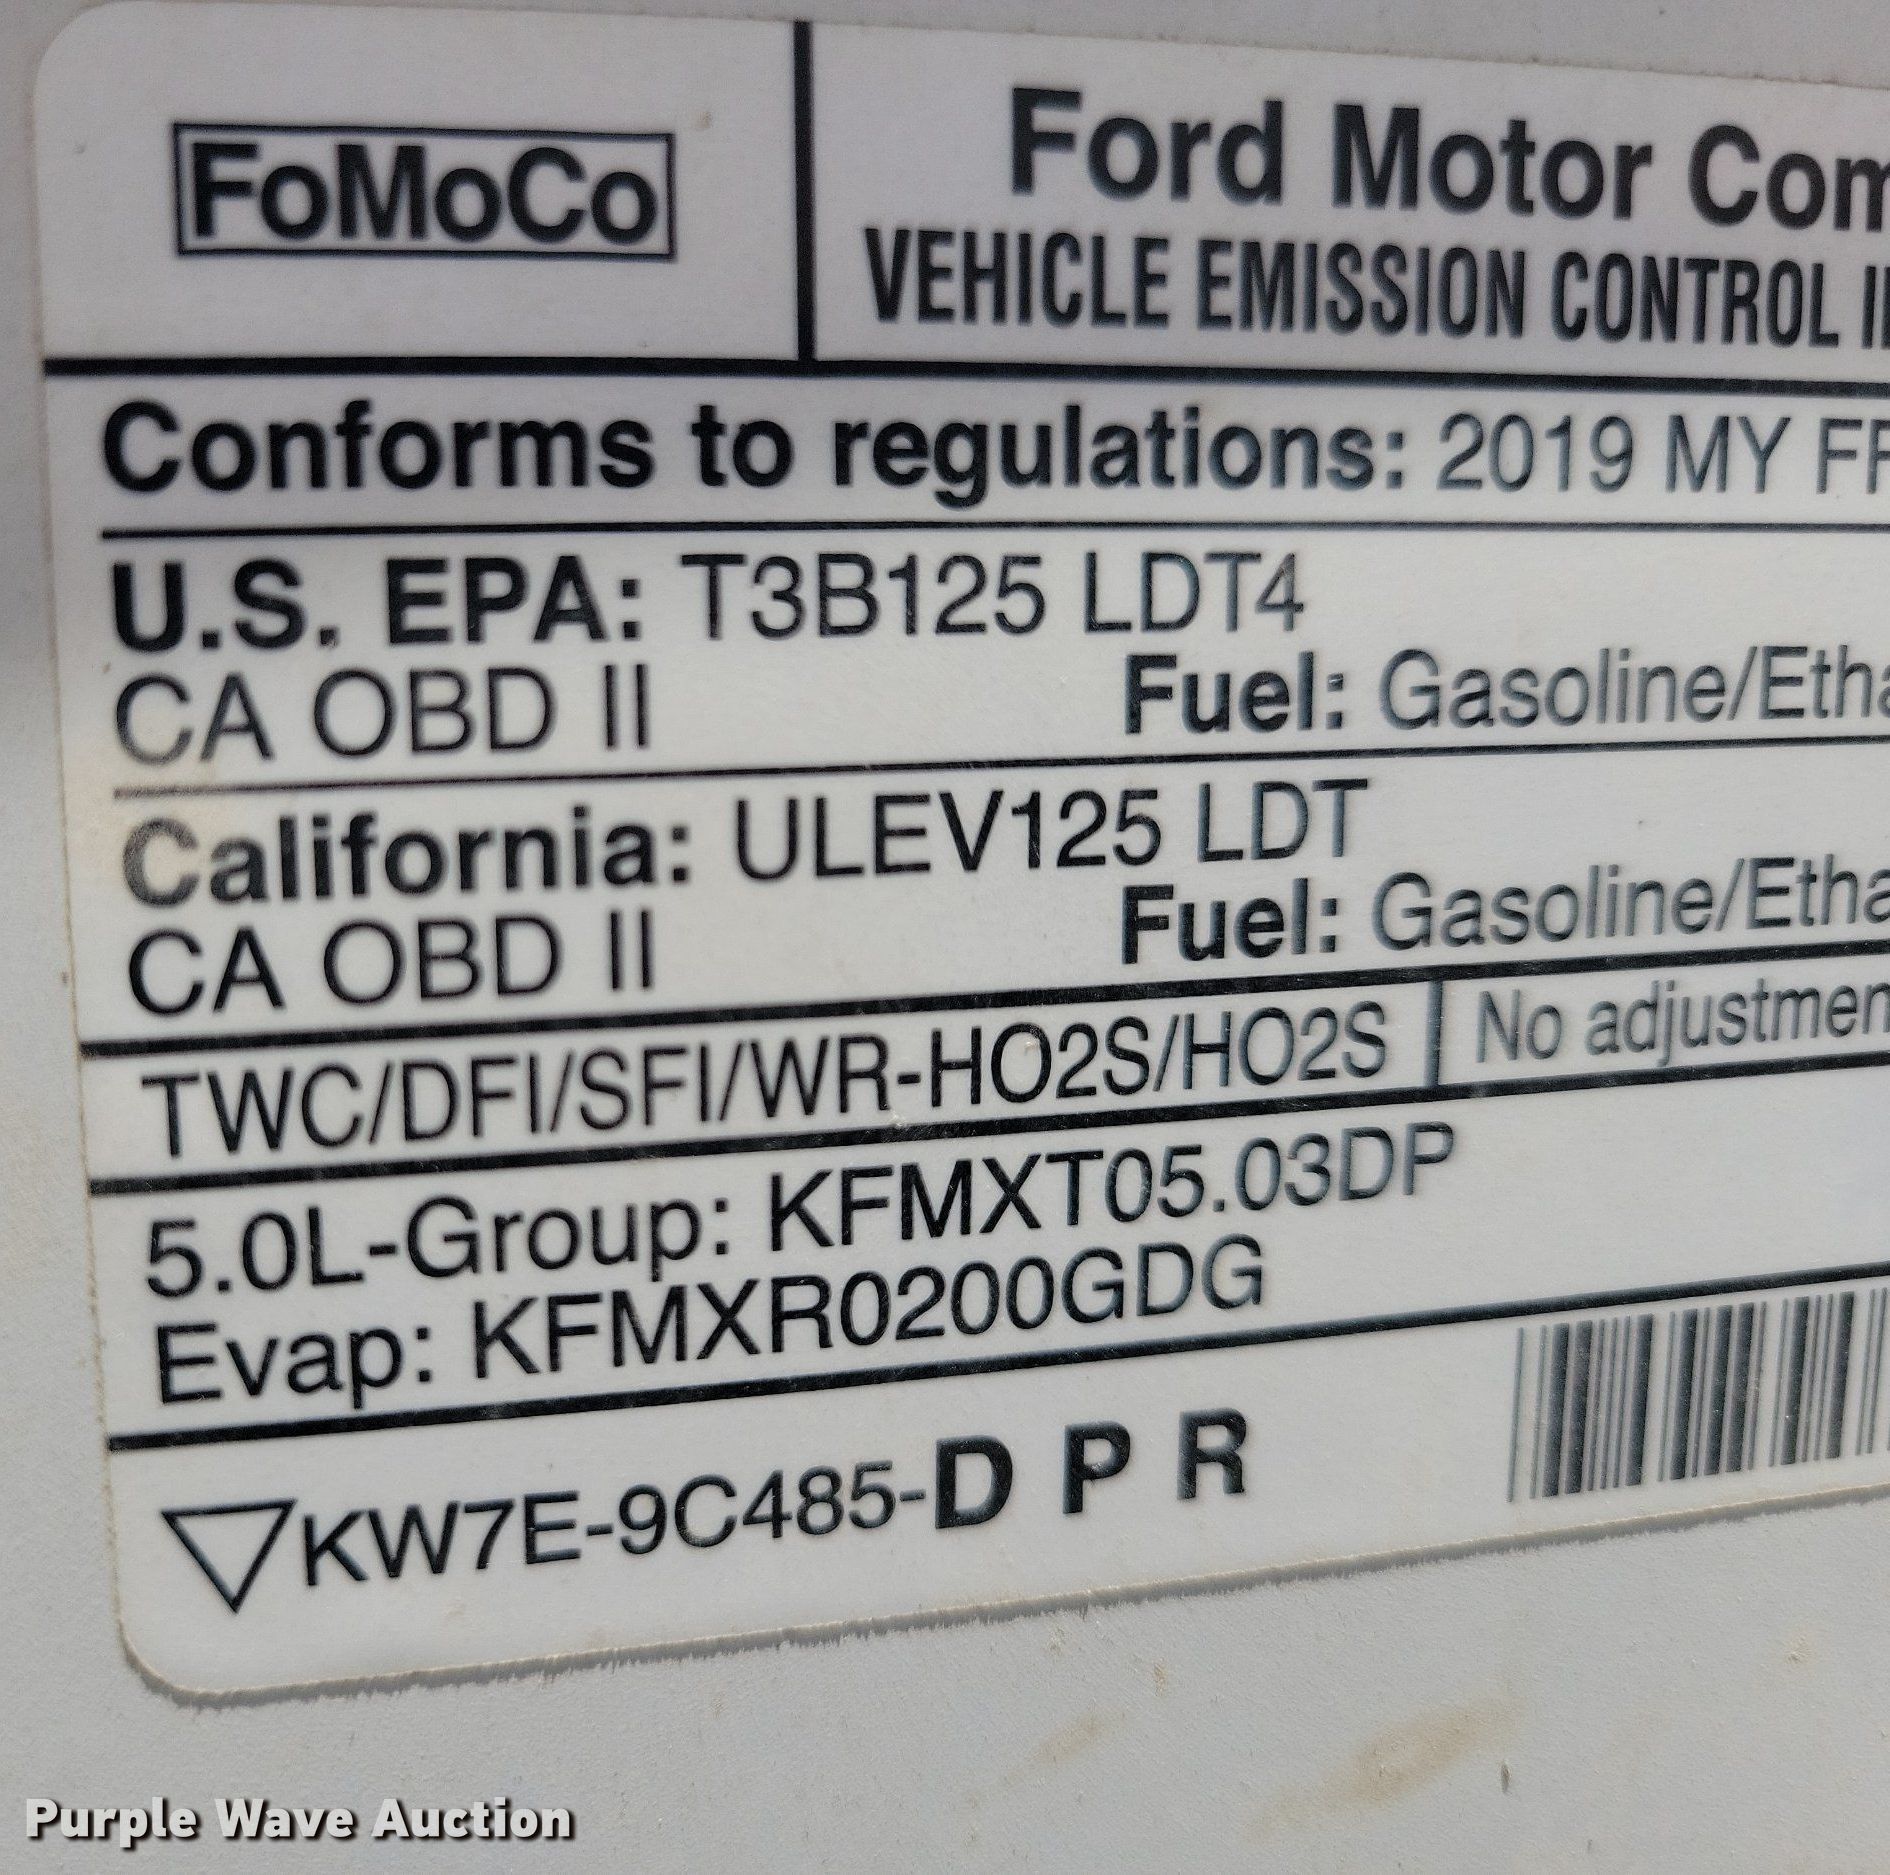 FoMoCo
Ford Motor Com
VEHICLE EMISSION CONTROL
Conforms to regulations: 2019 MY
U.S. EPA: T3B125 LDT4
CA OBD II Fuel: Gasoline/Etha
California: ULEV125 LDT
CA OBD II Fuel: Gasoline/Etha
TWC/DFI/SFI/WR-HO2S/HO2S No adjustmen
5.0L-Group: KFMXT05.03DP
Evap: KFMXR0200GDG
KW7E-9C485-D P R
Purple Wave Auction